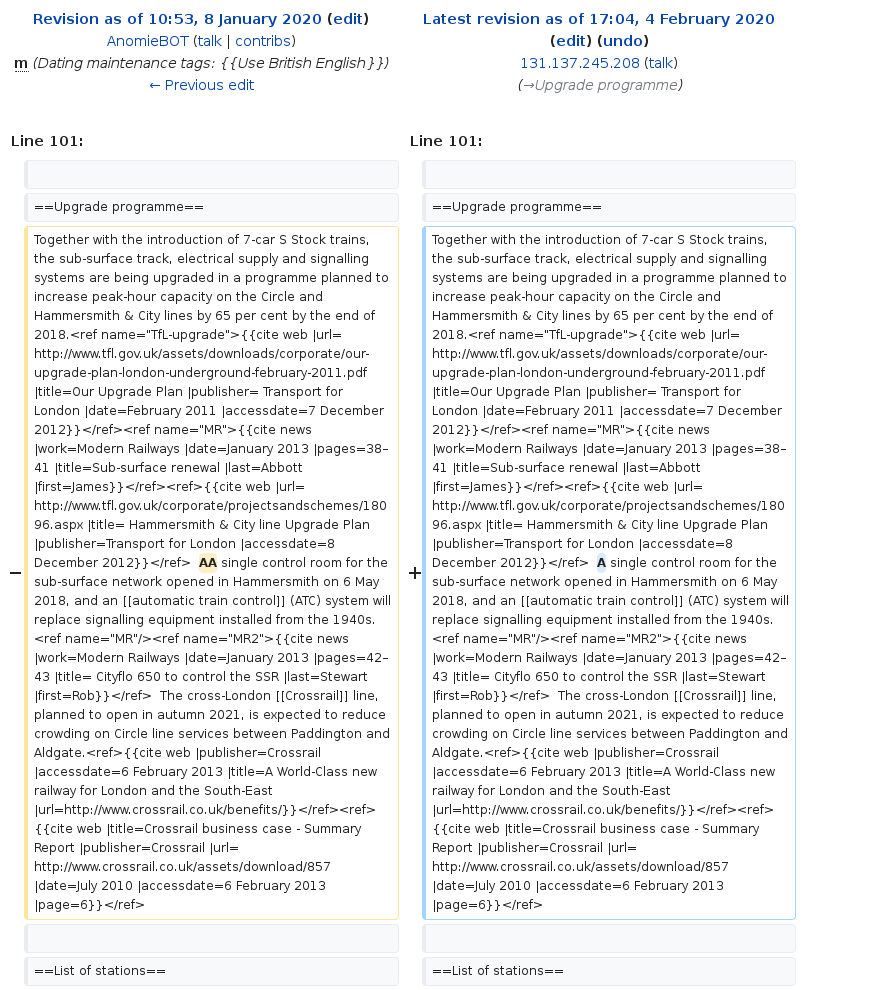 Revision as of 10:53, 8 January 2020 (edit)
AnomieBOT (talk | contribs)
m (Dating maintenance tags: {{Use British English}})
← Previous edit
Latest revision as of 17:04, 4 February 2020
(edit) (undo)
131.137.245.208 (talk)
(→Upgrade programme)
Line 101:
Line 101:
==Upgrade programme==
==Upgrade programme==
−
Together with the introduction of 7-car S Stock trains,
the sub-surface track, electrical supply and signalling
systems are being upgraded in a programme planned to
increase peak-hour capacity on the Circle and
Hammersmith & City lines by 65 per cent by the end of
2018.<ref name="TfL-upgrade">{{cite web |url=
http://www.tfl.gov.uk/assets/downloads/corporate/our-
upgrade-plan-london-underground-february-2011.pdf
|title=Our Upgrade Plan |publisher= Transport for
London |date=February 2011 |accessdate=7 December
2012}}</ref><ref name="MR">{{cite news
|work=Modern Railways |date=January 2013 |pages=38–
41 |title=Sub-surface renewal |last=Abbott
|first=James}}</ref><ref>{{cite web |url=
http://www.tfl.gov.uk/corporate/projectsandschemes/180
96.aspx |title= Hammersmith & City line Upgrade Plan
|publisher=Transport for London |accessdate=8
December 2012}}</ref>  AA single control room for the
sub-surface network opened in Hammersmith on 6 May
2018, and an [[automatic train control]] (ATC) system will
replace signalling equipment installed from the 1940s.
<ref name="MR"/><ref name="MR2">{{cite news
|work=Modern Railways |date=January 2013 |pages=42–
43 |title= Cityflo 650 to control the SSR |last=Stewart
|first=Rob}}</ref>  The cross-London [[Crossrail]] line,
planned to open in autumn 2021, is expected to reduce
crowding on Circle line services between Paddington and
Aldgate.<ref>{{cite web |publisher=Crossrail
|accessdate=6 February 2013 |title=A World-Class new
railway for London and the South-East
|url=http://www.crossrail.co.uk/benefits/}}</ref><ref>
{{cite web |title=Crossrail business case - Summary
Report |publisher=Crossrail |url=
http://www.crossrail.co.uk/assets/download/857
|date=July 2010 |accessdate=6 February 2013
|page=6}}</ref>
+
Together with the introduction of 7-car S Stock trains,
the sub-surface track, electrical supply and signalling
systems are being upgraded in a programme planned to
increase peak-hour capacity on the Circle and
Hammersmith & City lines by 65 per cent by the end of
2018.<ref name="TfL-upgrade">{{cite web |url=
http://www.tfl.gov.uk/assets/downloads/corporate/our-
upgrade-plan-london-underground-february-2011.pdf
|title=Our Upgrade Plan |publisher= Transport for
London |date=February 2011 |accessdate=7 December
2012}}</ref><ref name="MR">{{cite news
|work=Modern Railways |date=January 2013 |pages=38–
41 |title=Sub-surface renewal |last=Abbott
|first=James}}</ref><ref>{{cite web |url=
http://www.tfl.gov.uk/corporate/projectsandschemes/180
96.aspx |title= Hammersmith & City line Upgrade Plan
|publisher=Transport for London |accessdate=8
December 2012}}</ref>  A single control room for the
sub-surface network opened in Hammersmith on 6 May
2018, and an [[automatic train control]] (ATC) system will
replace signalling equipment installed from the 1940s.
<ref name="MR"/><ref name="MR2">{{cite news
|work=Modern Railways |date=January 2013 |pages=42–
43 |title= Cityflo 650 to control the SSR |last=Stewart
|first=Rob}}</ref>  The cross-London [[Crossrail]] line,
planned to open in autumn 2021, is expected to reduce
crowding on Circle line services between Paddington and
Aldgate.<ref>{{cite web |publisher=Crossrail
|accessdate=6 February 2013 |title=A World-Class new
railway for London and the South-East
|url=http://www.crossrail.co.uk/benefits/}}</ref><ref>
{{cite web |title=Crossrail business case - Summary
Report |publisher=Crossrail |url=
http://www.crossrail.co.uk/assets/download/857
|date=July 2010 |accessdate=6 February 2013
|page=6}}</ref>
==List of stations==
==List of stations==